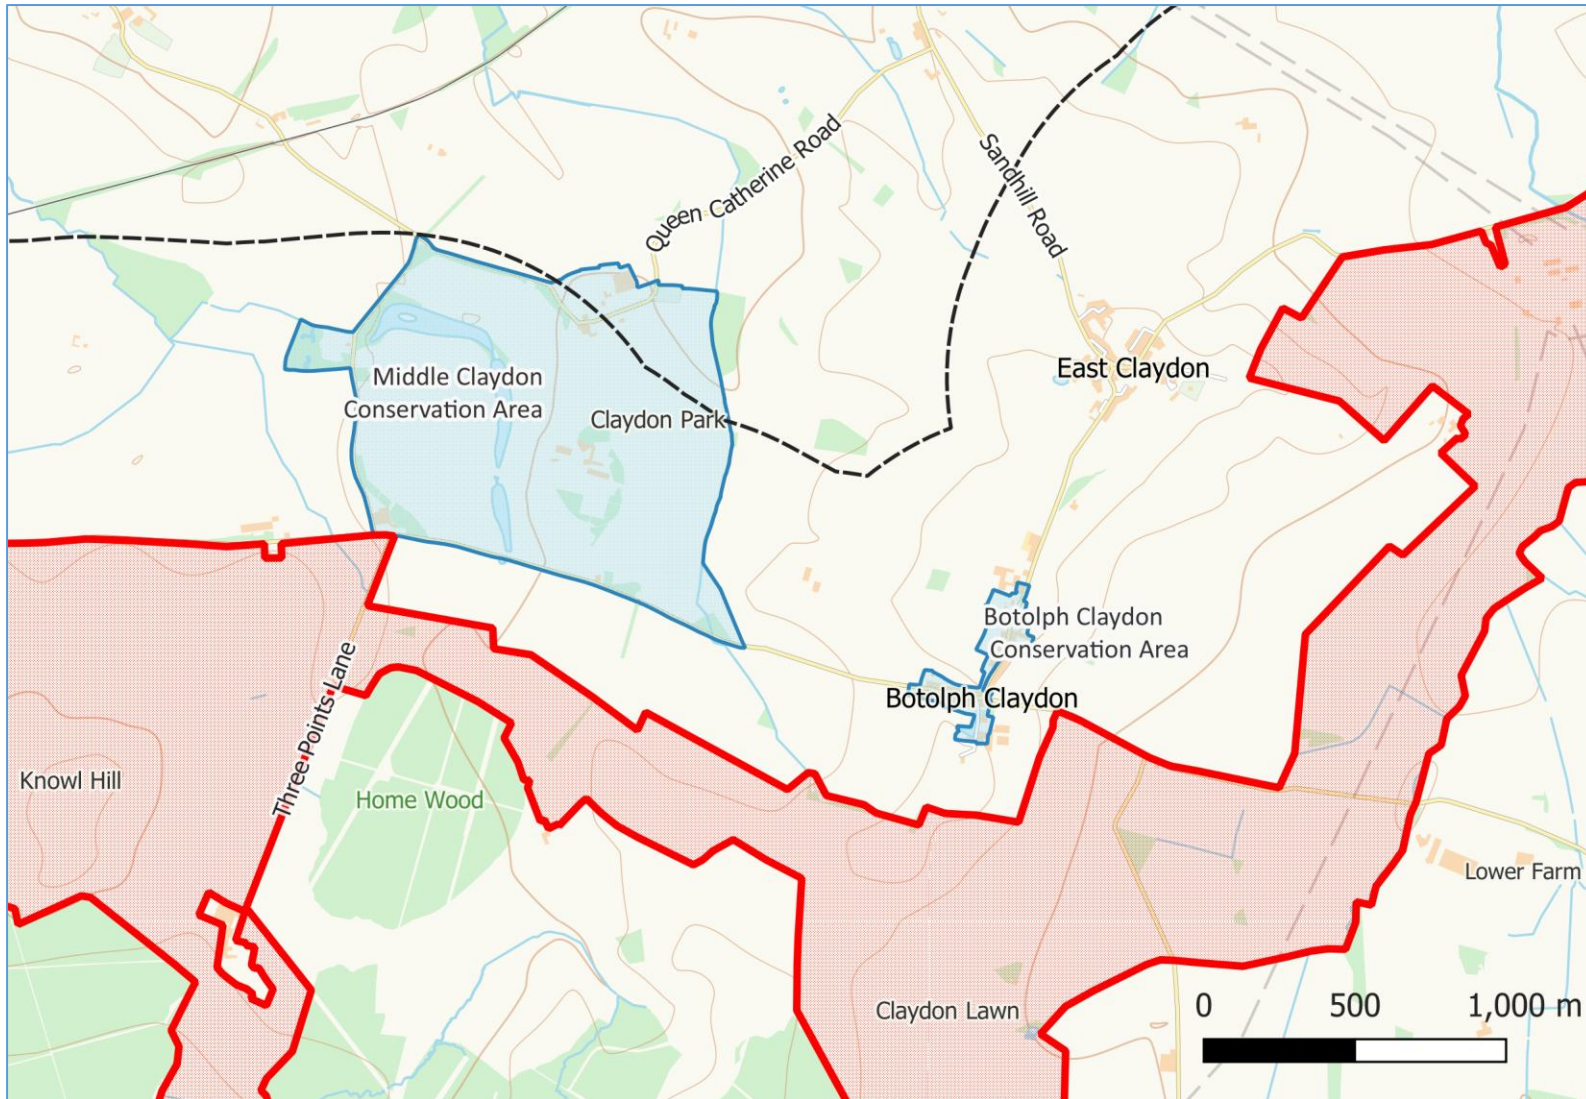 Queen Catherine Road
Sandhill Road
Middle Claydon
Conservation Area
East Claydon
Claydon Park
Botolph Claydon
Conservation Area
Botolph Claydon
Three Points Lane
Knowl Hill
Home Wood
Lower Farm
Claydon Lawn
0 500 1,000 m